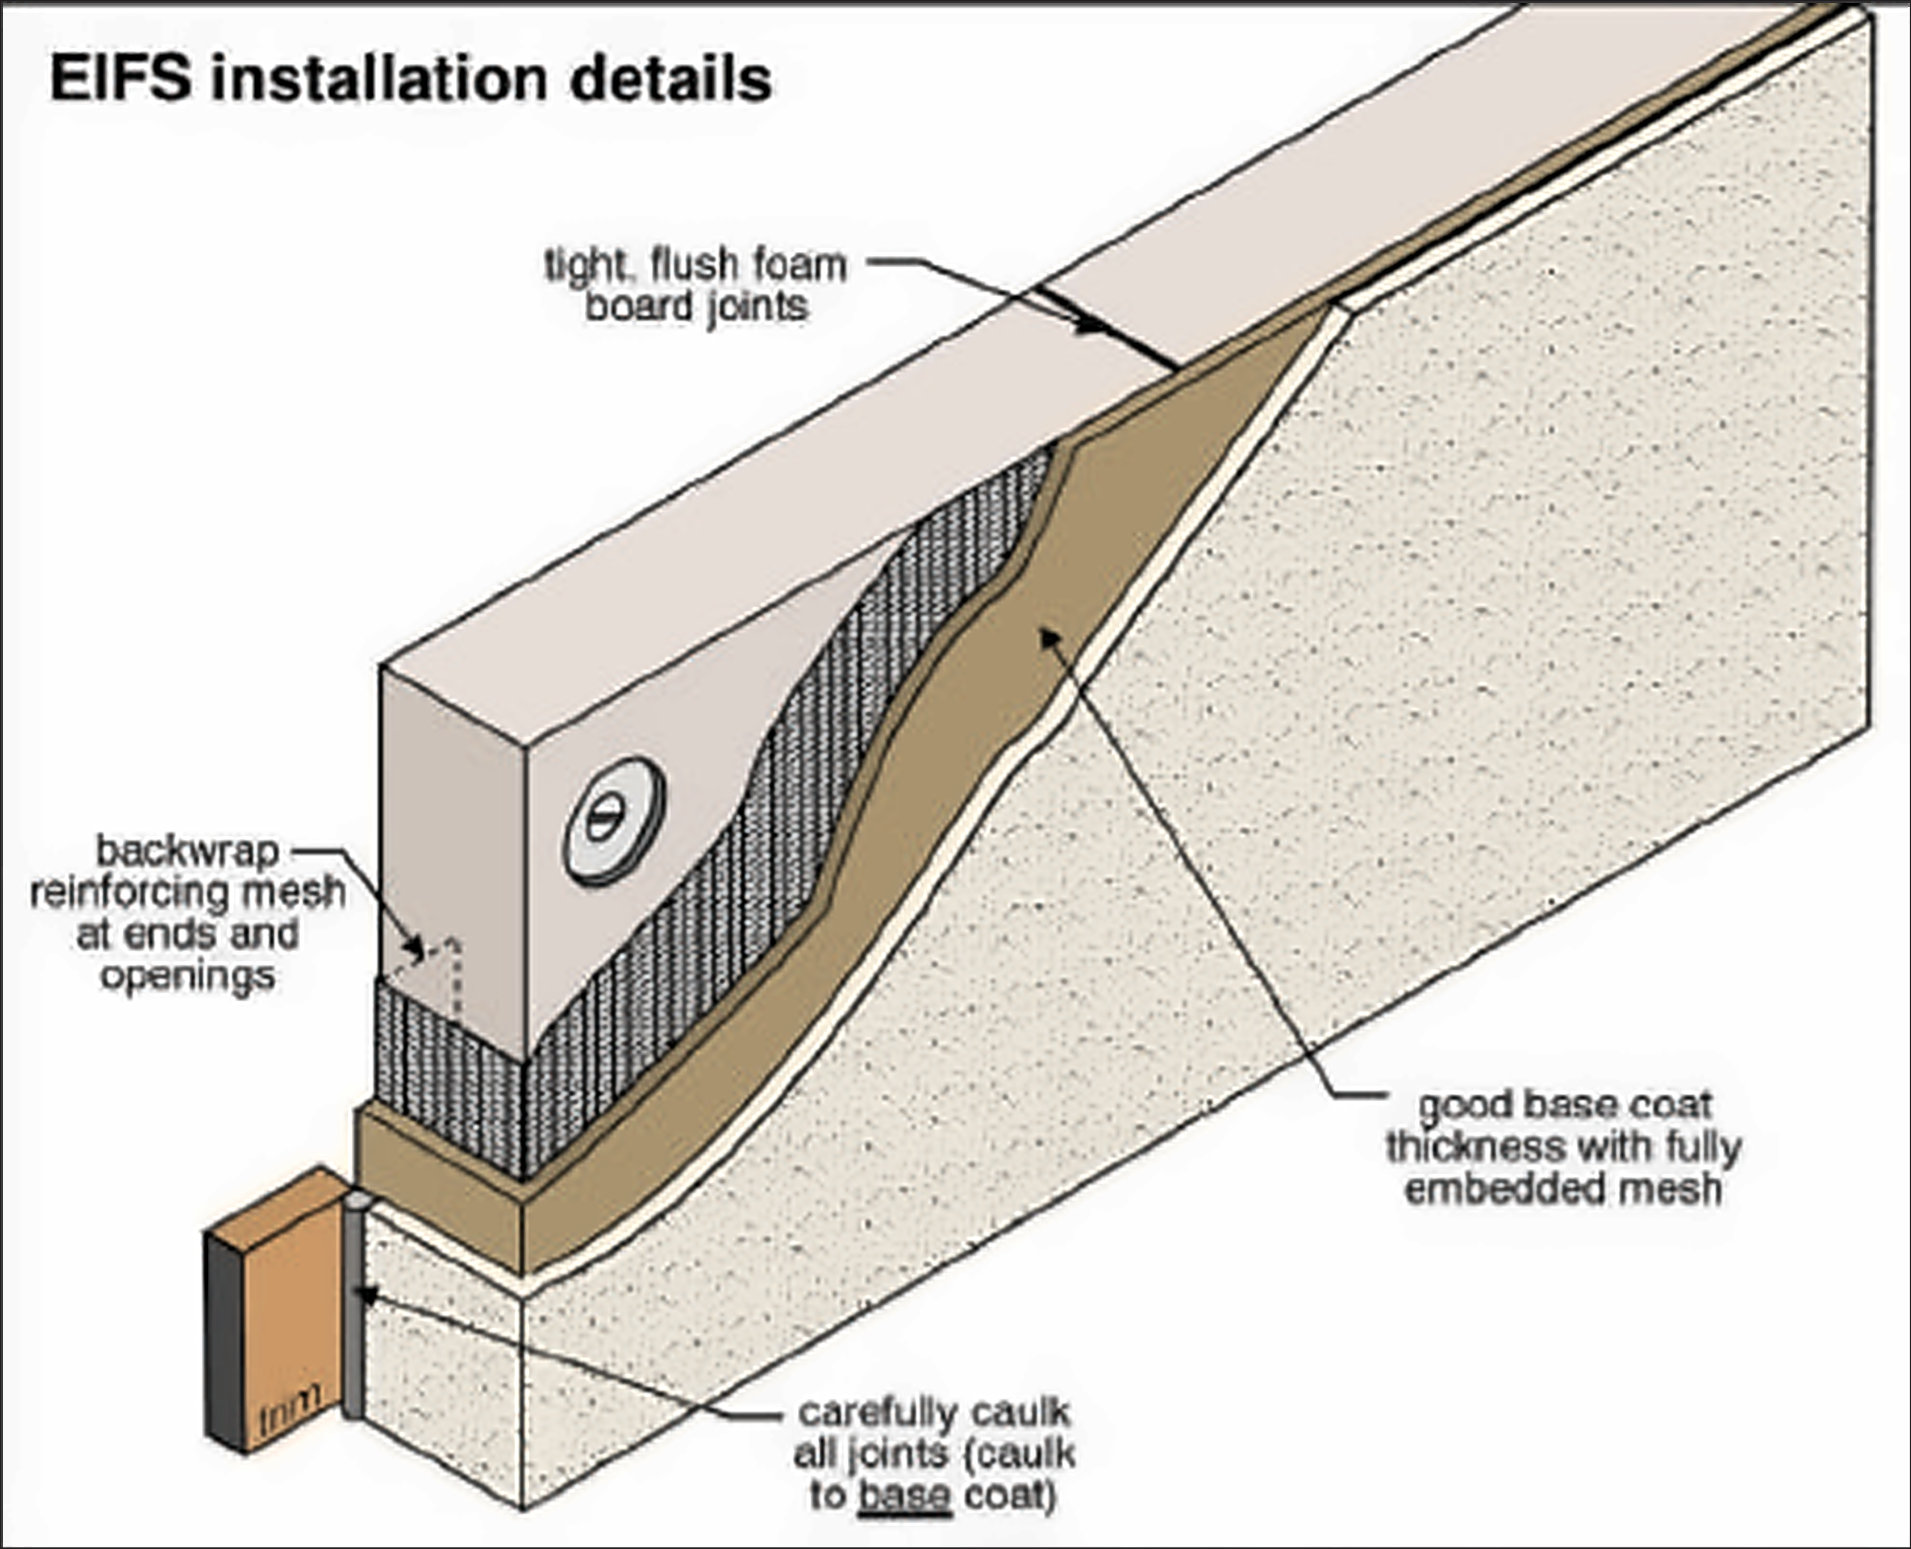 EIFS installation details
tight, flush foam
board joints
backwrap
reinforcing mesh
at ends and
openings
good base coat
thickness with fully
embedded mesh
trim
carefully caulk
all joints (caulk
to base coat)